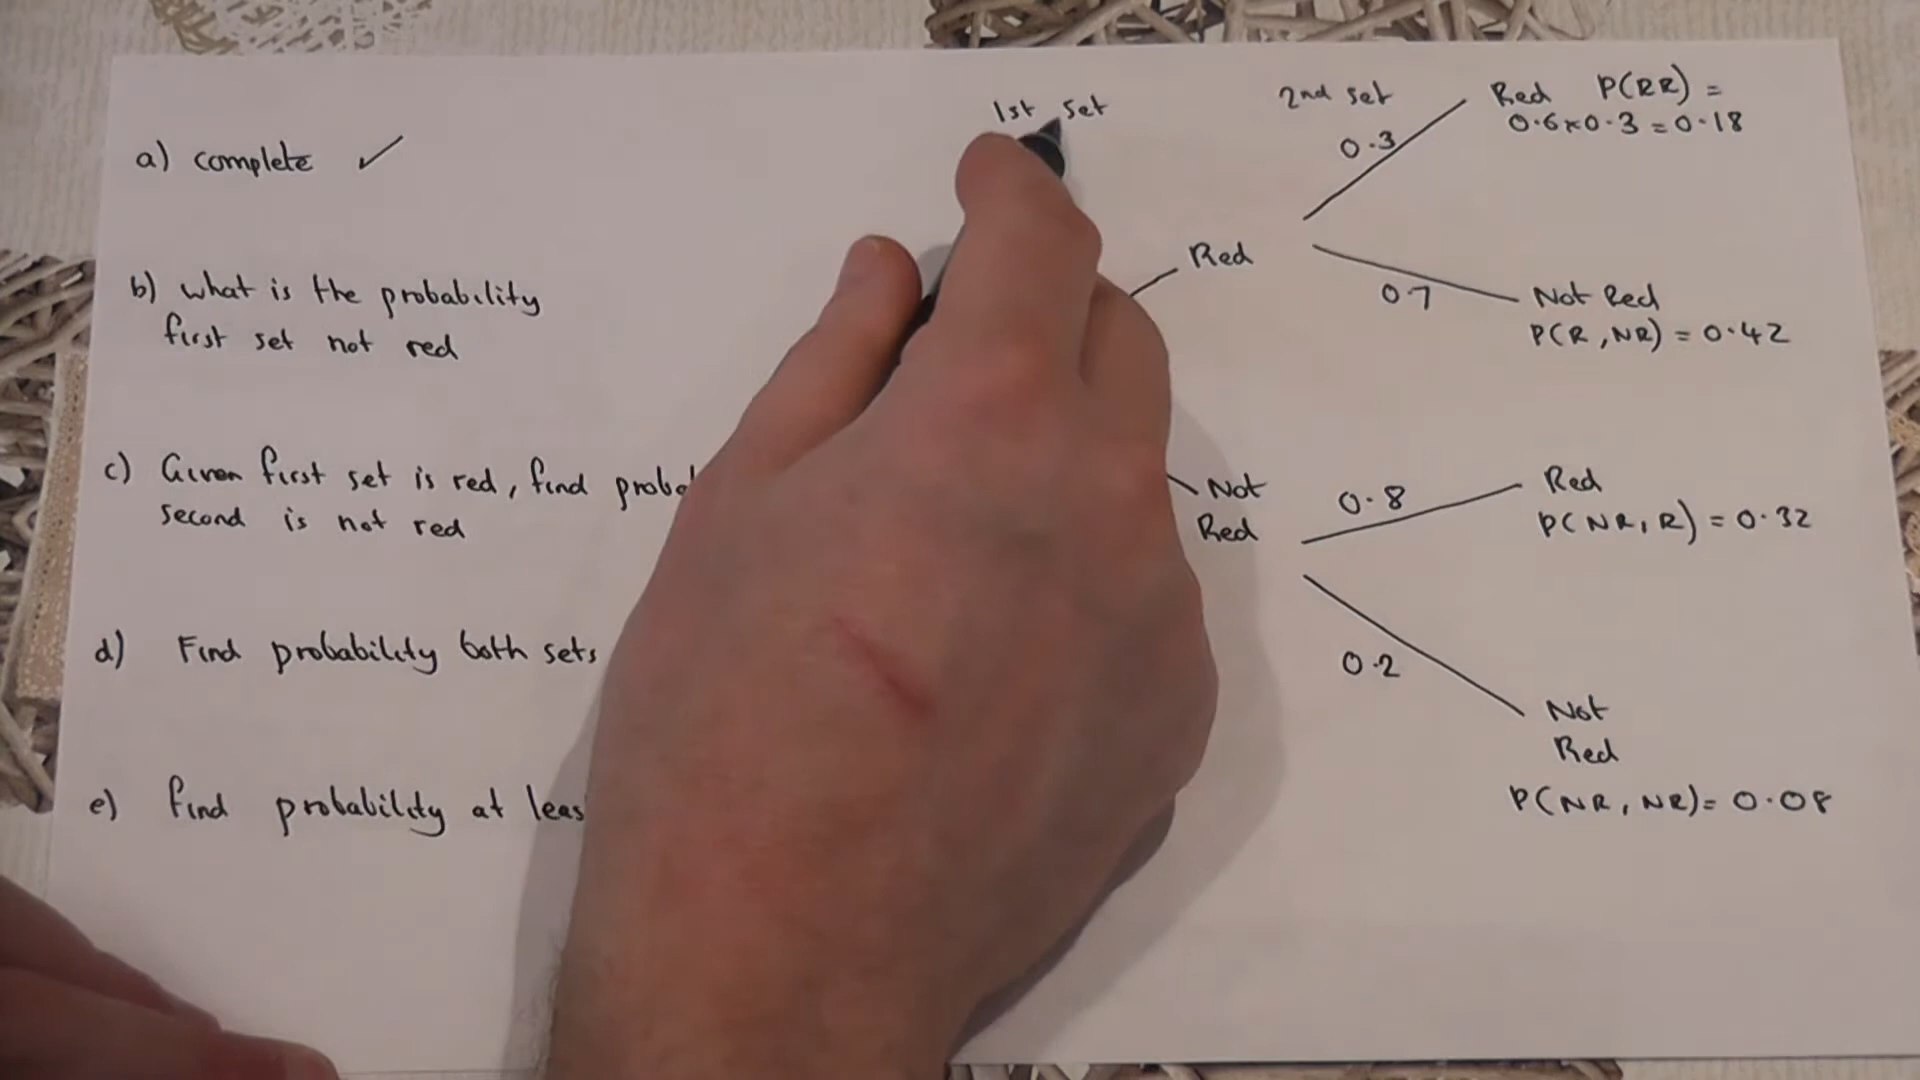 a) complete ✓
b) what is the probability
first set not red
c) Given first set is red, find
second is not red
d) Find probability both sets
e) find probability at
1st Set
2nd set
0.3
Red P(RR) =
0.6×0.3 = 0.18
Red
0.7
Not Red
P(R, NR) = 0.42
Not
Red
0.8
Red
P(NR, R) = 0.32
0.2
Not
Red
P(NR, NR) = 0.08